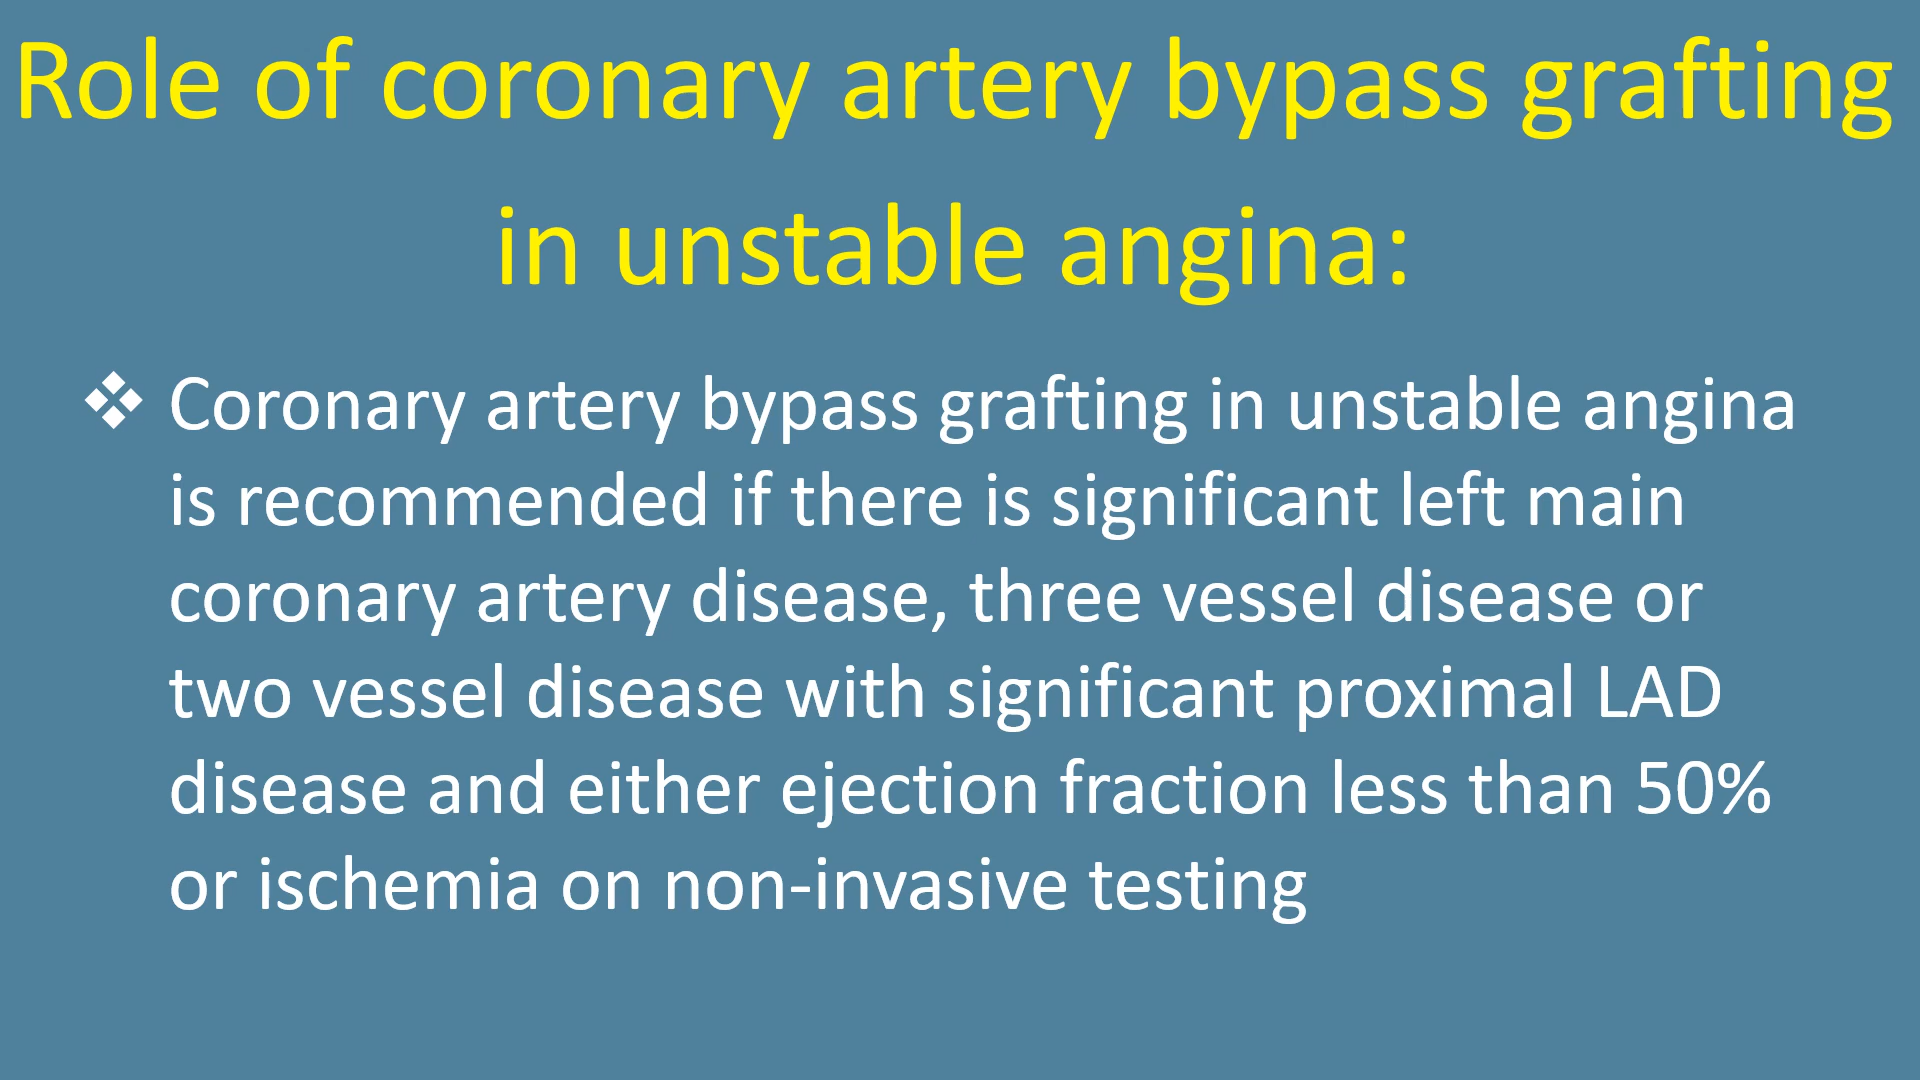 Role of coronary artery bypass grafting
in unstable angina:
❖ Coronary artery bypass grafting in unstable angina
is recommended if there is significant left main
coronary artery disease, three vessel disease or
two vessel disease with significant proximal LAD
disease and either ejection fraction less than 50%
or ischemia on non-invasive testing